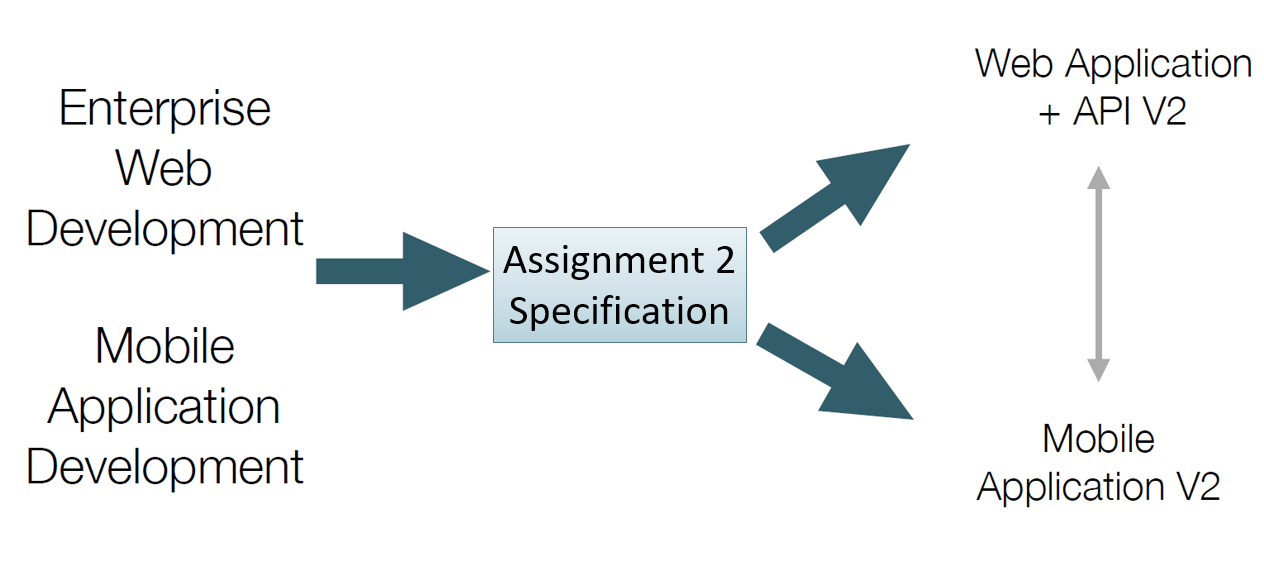 Enterprise
Web
Development
Mobile
Application
Development
Assignment 2
Specification
Web Application
+ API V2
Mobile
Application V2